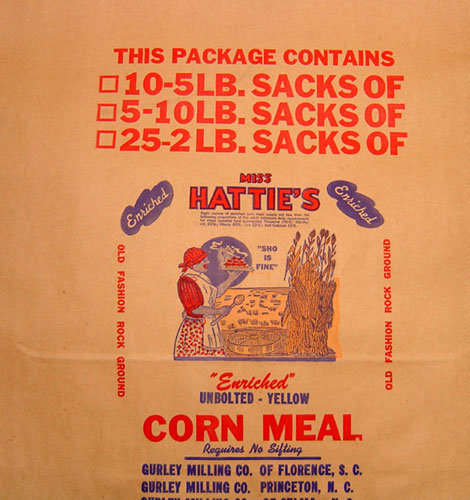 THIS PACKAGE CONTAINS
10-5LB. SACKS OF
5-10LB. SACKS OF
25-2 LB. SACKS OF
MISS
HATTIE'S
Enriched
Enriched
"SHO
IS
FINE"
OLD FASHION ROCK GROUND
OLD FASHION ROCK GROUND
"Enriched"
UNBOLTED - YELLOW
CORN MEAL
Requires No Sifting
GURLEY MILLING CO. OF FLORENCE, S. C.
GURLEY MILLING CO. PRINCETON, N. C.